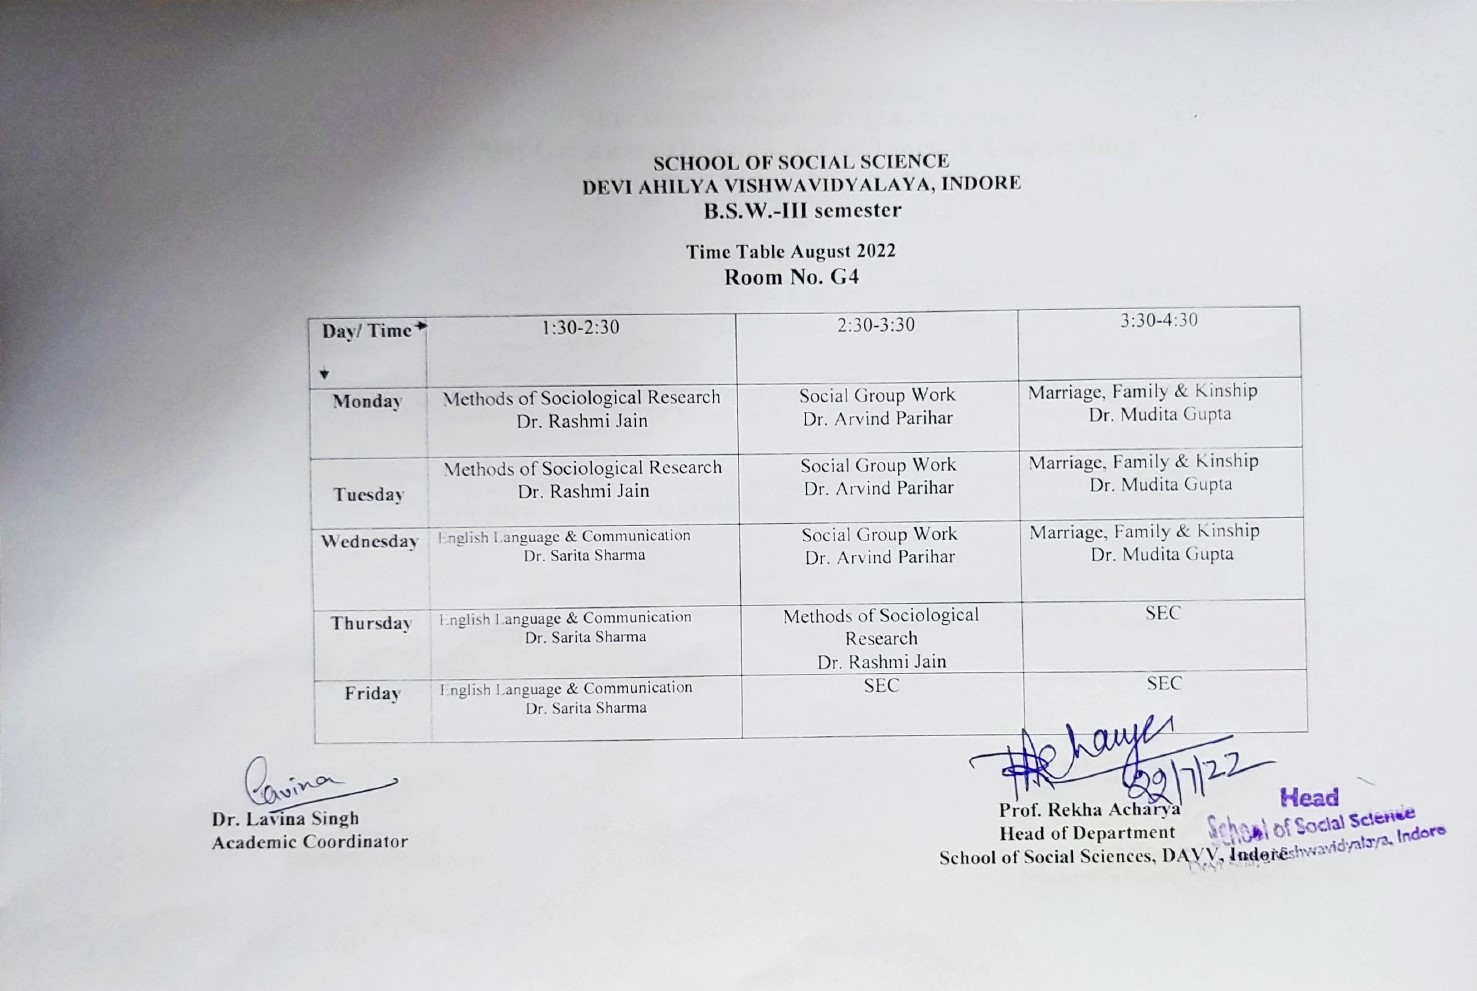 SCHOOL OF SOCIAL SCIENCE
DEVI AHILYA VISHWAVIDYALAYA, INDORE
B.S.W.-III semester
Time Table August 2022
Room No. G4
Day/ Time 1:30-2:30 2:30-3:30 3:30-4:30
Monday Methods of Sociological Research Social Group Work Marriage, Family & Kinship
Dr. Rashmi Jain Dr. Arvind Parihar Dr. Mudita Gupta
Methods of Sociological Research Social Group Work Marriage, Family & Kinship
Tuesday Dr. Rashmi Jain Dr. Arvind Parihar Dr. Mudita Gupta
Wednesday English Language & Communication Social Group Work Marriage, Family & Kinship
Dr. Sarita Sharma Dr. Arvind Parihar Dr. Mudita Gupta
Thursday English Language & Communication Methods of Sociological SEC
Dr. Sarita Sharma Research
Dr. Rashmi Jain
Friday English Language & Communication SEC SEC
Dr. Sarita Sharma
Lavina
Dr. Lavina Singh
Academic Coordinator
RAcharya
22/7/22
Prof. Rekha Acharya
Head of Department
School of Social Sciences, DAVV, Indore
Head
School of Social Science
Vishwavidyalaya, Indore